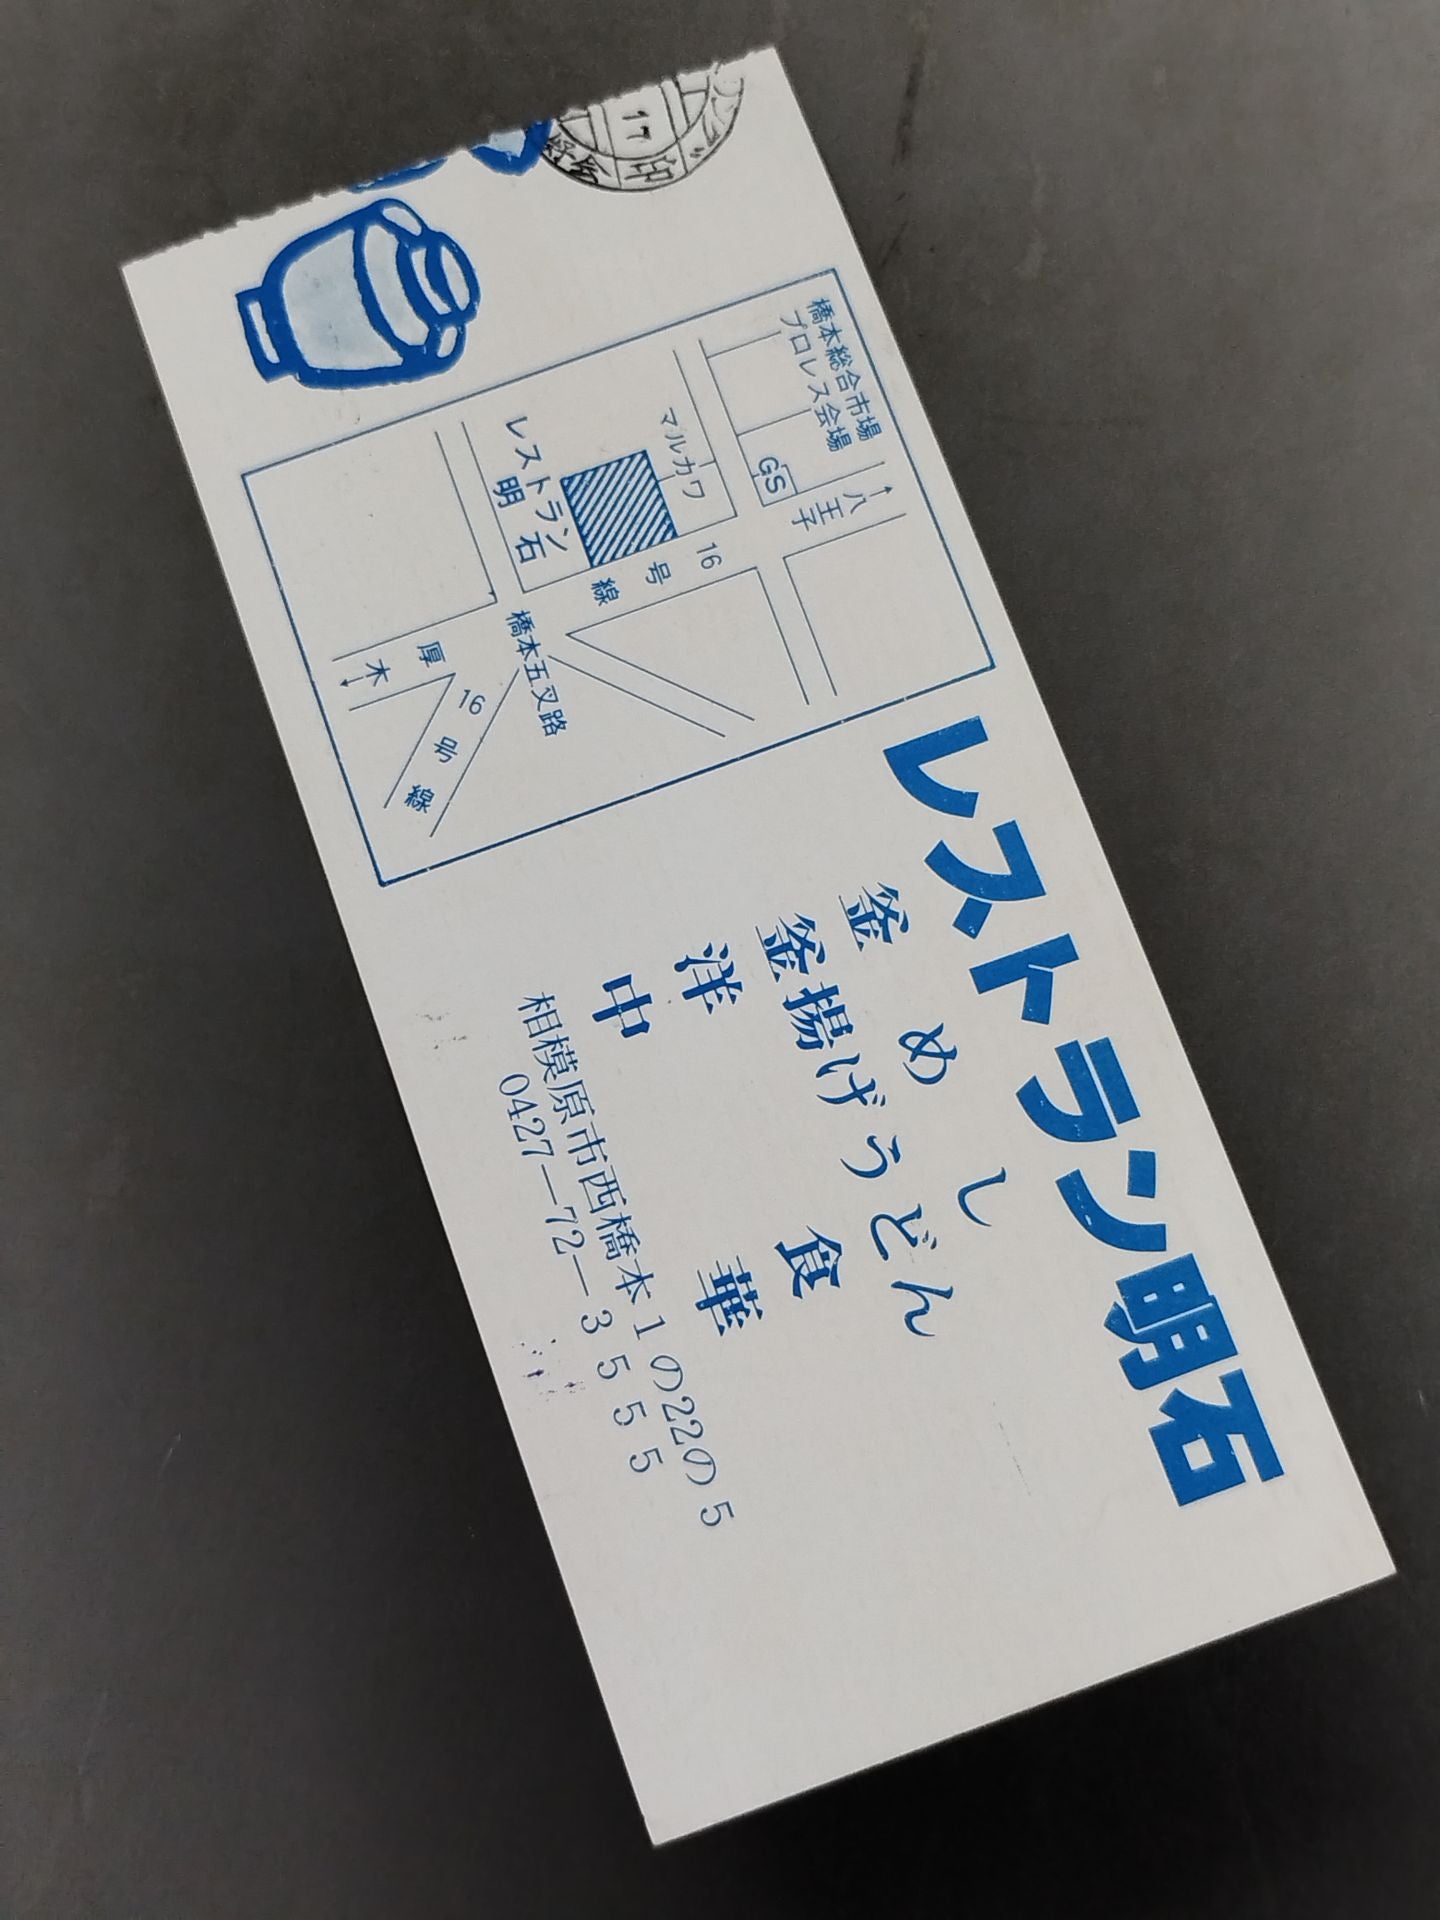 レストラン明石
釜めし
釜揚げうどん
洋食
中華
相模原市西橋本1の22の5
0427―72―3555
橋本総合市場
プロレス会場
八王子
GS
マルカワ
16号線
レストラン
明石
橋本五叉路
厚木
16号線
17
印